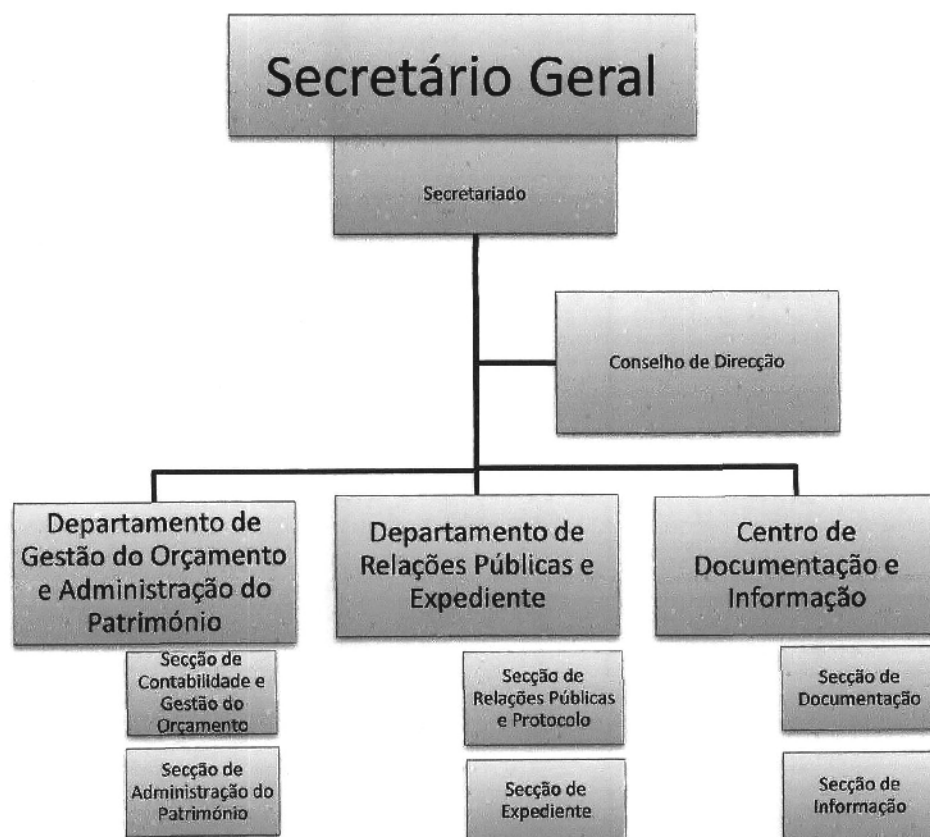 Secretário Geral
Secretariado
Conselho de Direcção
Departamento de
Gestão do Orçamento
e Administração do
Património
Departamento de
Relações Públicas e
Expediente
Centro de
Documentação e
Informação
Secção de
Contabilidade e
Gestão do
Orçamento
Secção de
Administração do
Património
Secção de
Relações Públicas
e Protocolo
Secção de
Expediente
Secção de
Documentação
Secção de
Informação